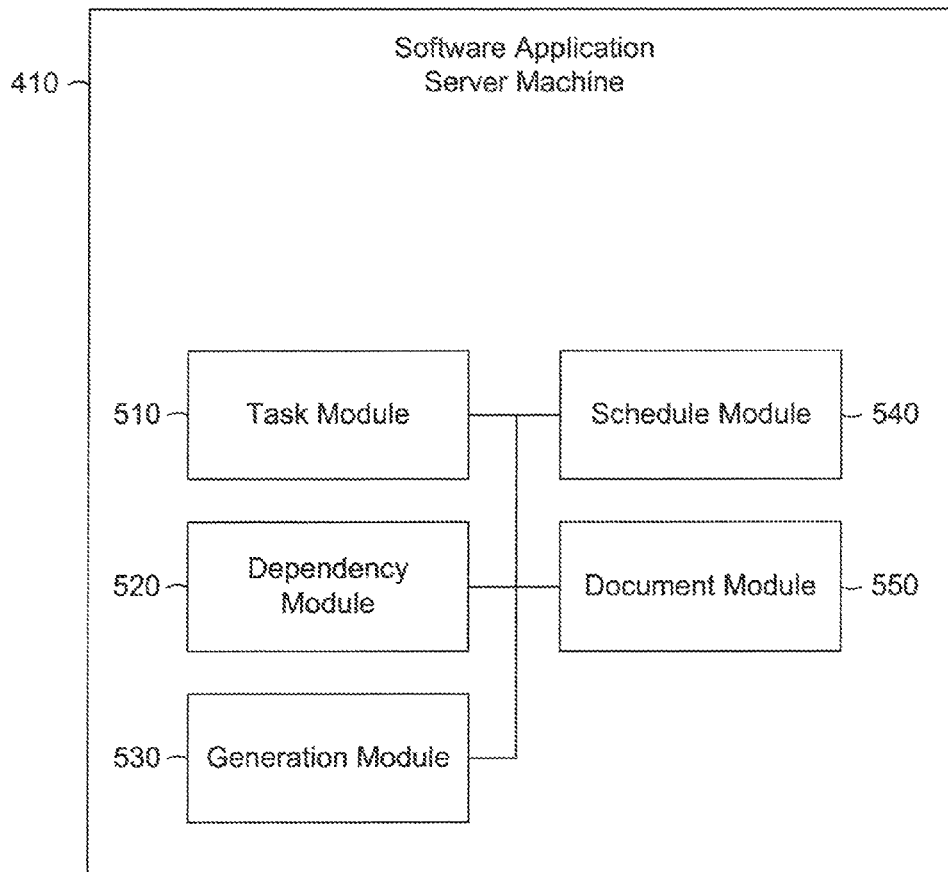 Software Application
Server Machine
410
510
Task Module
Schedule Module
540
520
Dependency
Module
Document Module
550
530
Generation Module